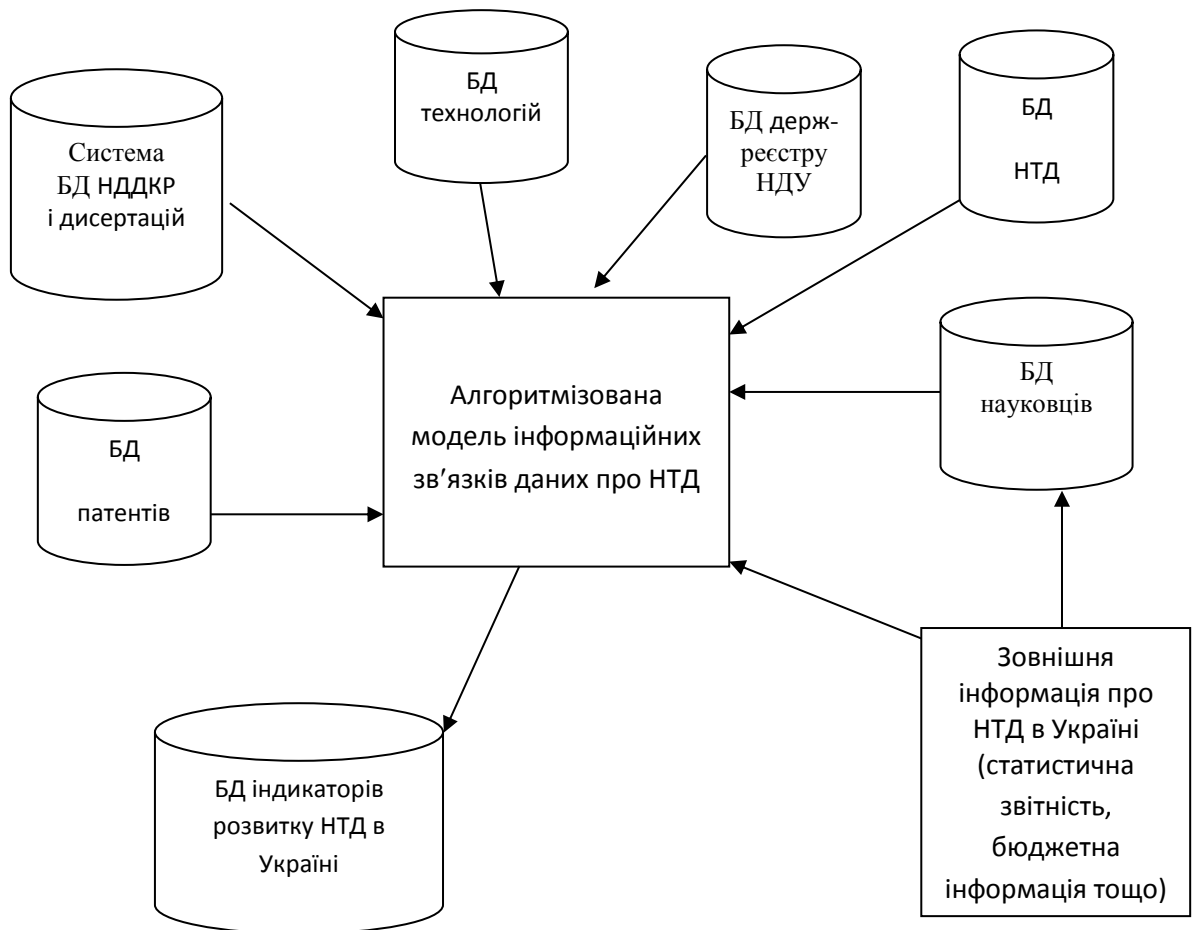 БД
технологій
БД держ-
реєстру
НДУ
БД
НТД
Система
БД НДДКР
і дисертацій
БД
науковців
Алгоритмізована
модель інформаційних
зв′язків даних про НТД
БД
патентів
Зовнішня
інформація про
НТД в Україні
(статистична
звітність,
бюджетна
інформація тощо)
БД індикаторів
розвитку НТД в
Україні